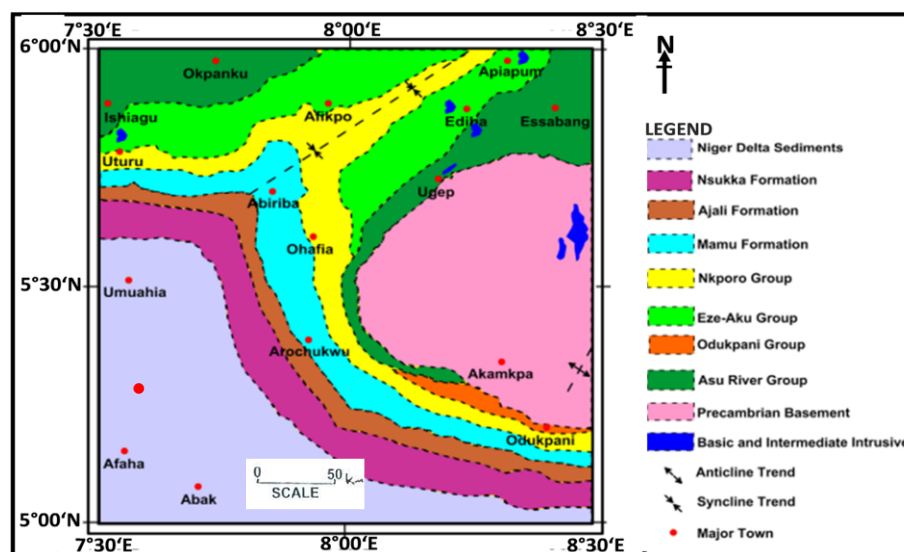 7°30'E 8°00'E 8°30'E
6°00'N
Okpanku
Apiapum
N
Ishiagu
Afikpo
Ediba
Essabang
Uturu
Ugep
Abiriba
Ohafia
5°30'N
Umuahia
Arochukwu
Akamkpa
Odukpani
Afaha
Abak
0 50 km
SCALE
5°00'N
7°30'E 8°00'E 8°30'E
LEGEND
Niger Delta Sediments
Nsukka Formation
Ajali Formation
Mamu Formation
Nkporo Group
Eze-Aku Group
Odukpani Group
Asu River Group
Precambrian Basement
Basic and Intermediate Intrusive
Anticline Trend
Syncline Trend
Major Town